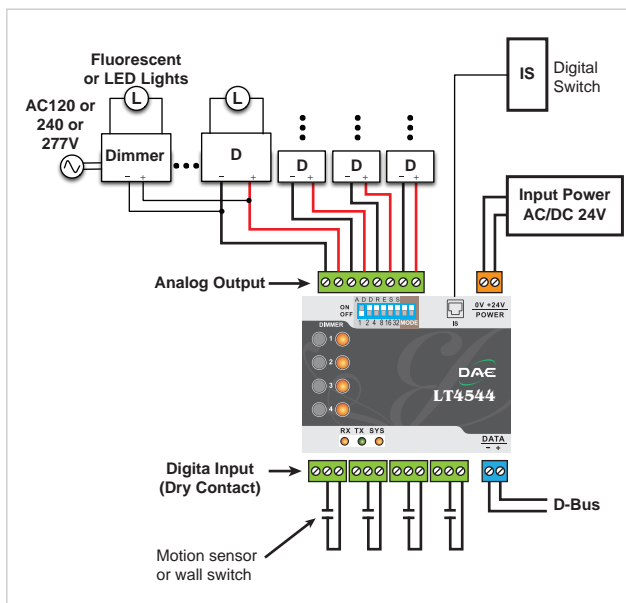 Fluorescent
or LED Lights
AC120 or
240 or
277V
L
L
Dimmer
D
D
D
D
− +
− +
− +
− +
− +
IS
Digital
Switch
Input Power
AC/DC 24V
Analog Output
ADDRESS
ON
OFF
1 2 4 8 16 32 MODE
IS
0V +24V
POWER
DIMMER
1
2
3
4
DAE
LT4544
RX TX SYS
DATA
− +
Digita Input
(Dry Contact)
D-Bus
Motion sensor
or wall switch